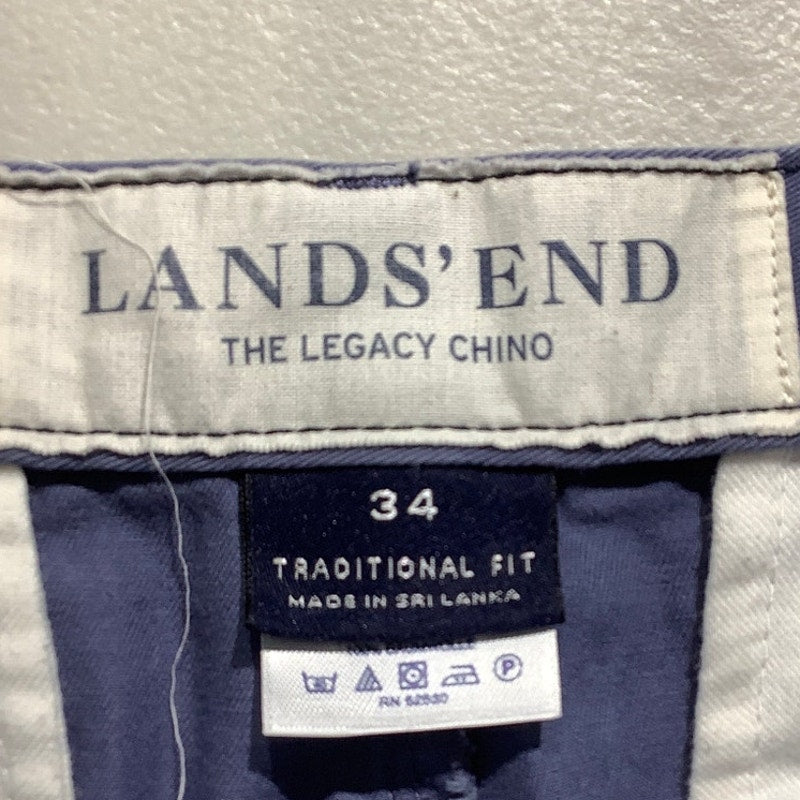 LANDS' END
THE LEGACY CHINO
34
TRADITIONAL FIT
MADE IN SRI LANKA
P